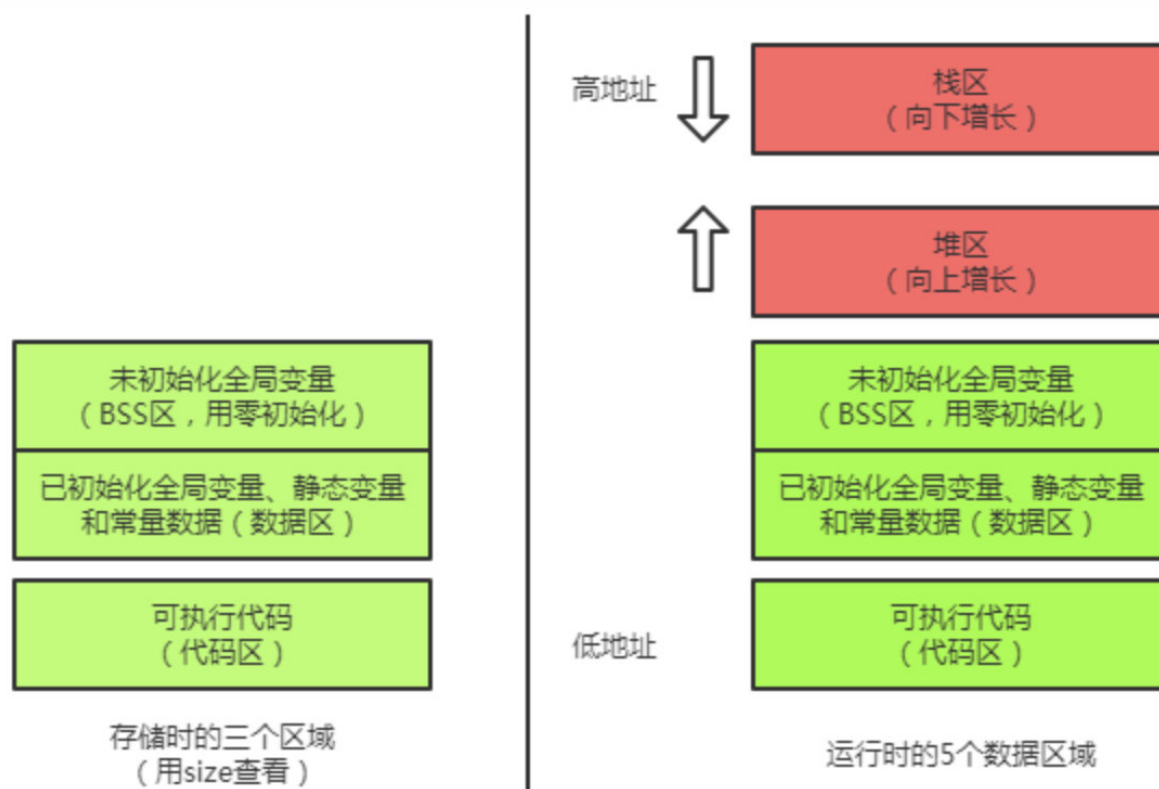 未初始化全局变量
（BSS区，用零初始化）
已初始化全局变量、静态变量
和常量数据（数据区）
可执行代码
（代码区）
存储时的三个区域
（用size查看）
高地址
栈区
（向下增长）
堆区
（向上增长）
未初始化全局变量
（BSS区，用零初始化）
已初始化全局变量、静态变量
和常量数据（数据区）
低地址
可执行代码
（代码区）
运行时的5个数据区域